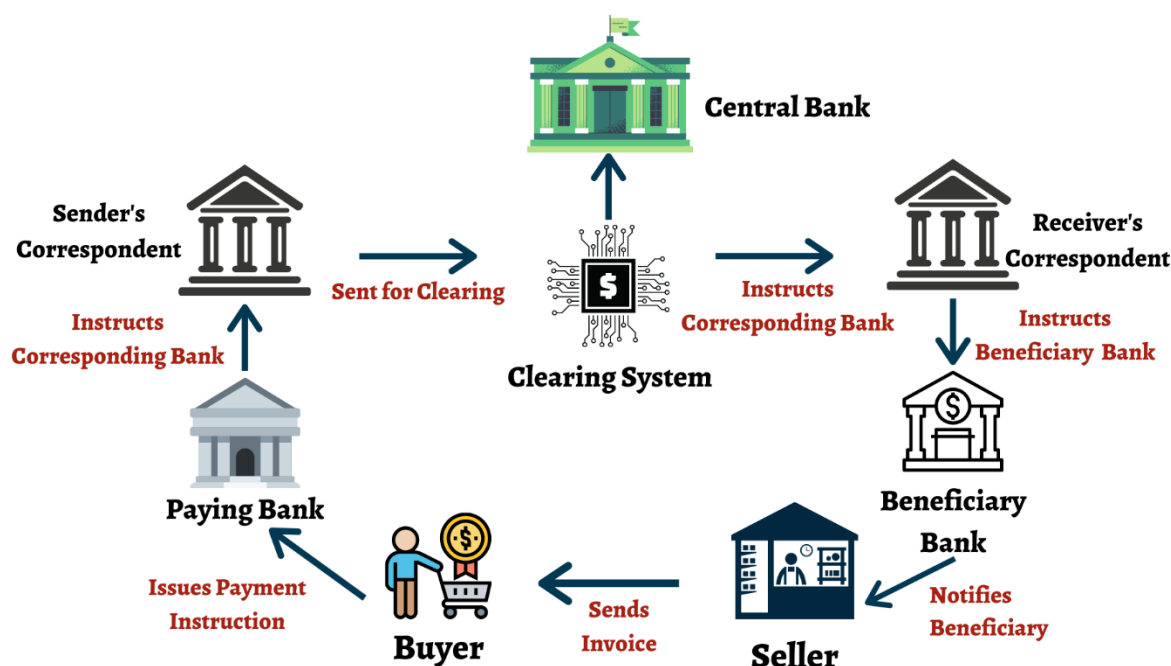 Central Bank
Sender's
Correspondent
Receiver's
Correspondent
Sent for Clearing
Instructs
Corresponding Bank
Instructs
Corresponding Bank
Instructs
Beneficiary Bank
$
Clearing System
$
Paying Bank
Beneficiary
Bank
$
Issues Payment
Instruction
Sends
Invoice
Notifies
Beneficiary
Buyer
Seller